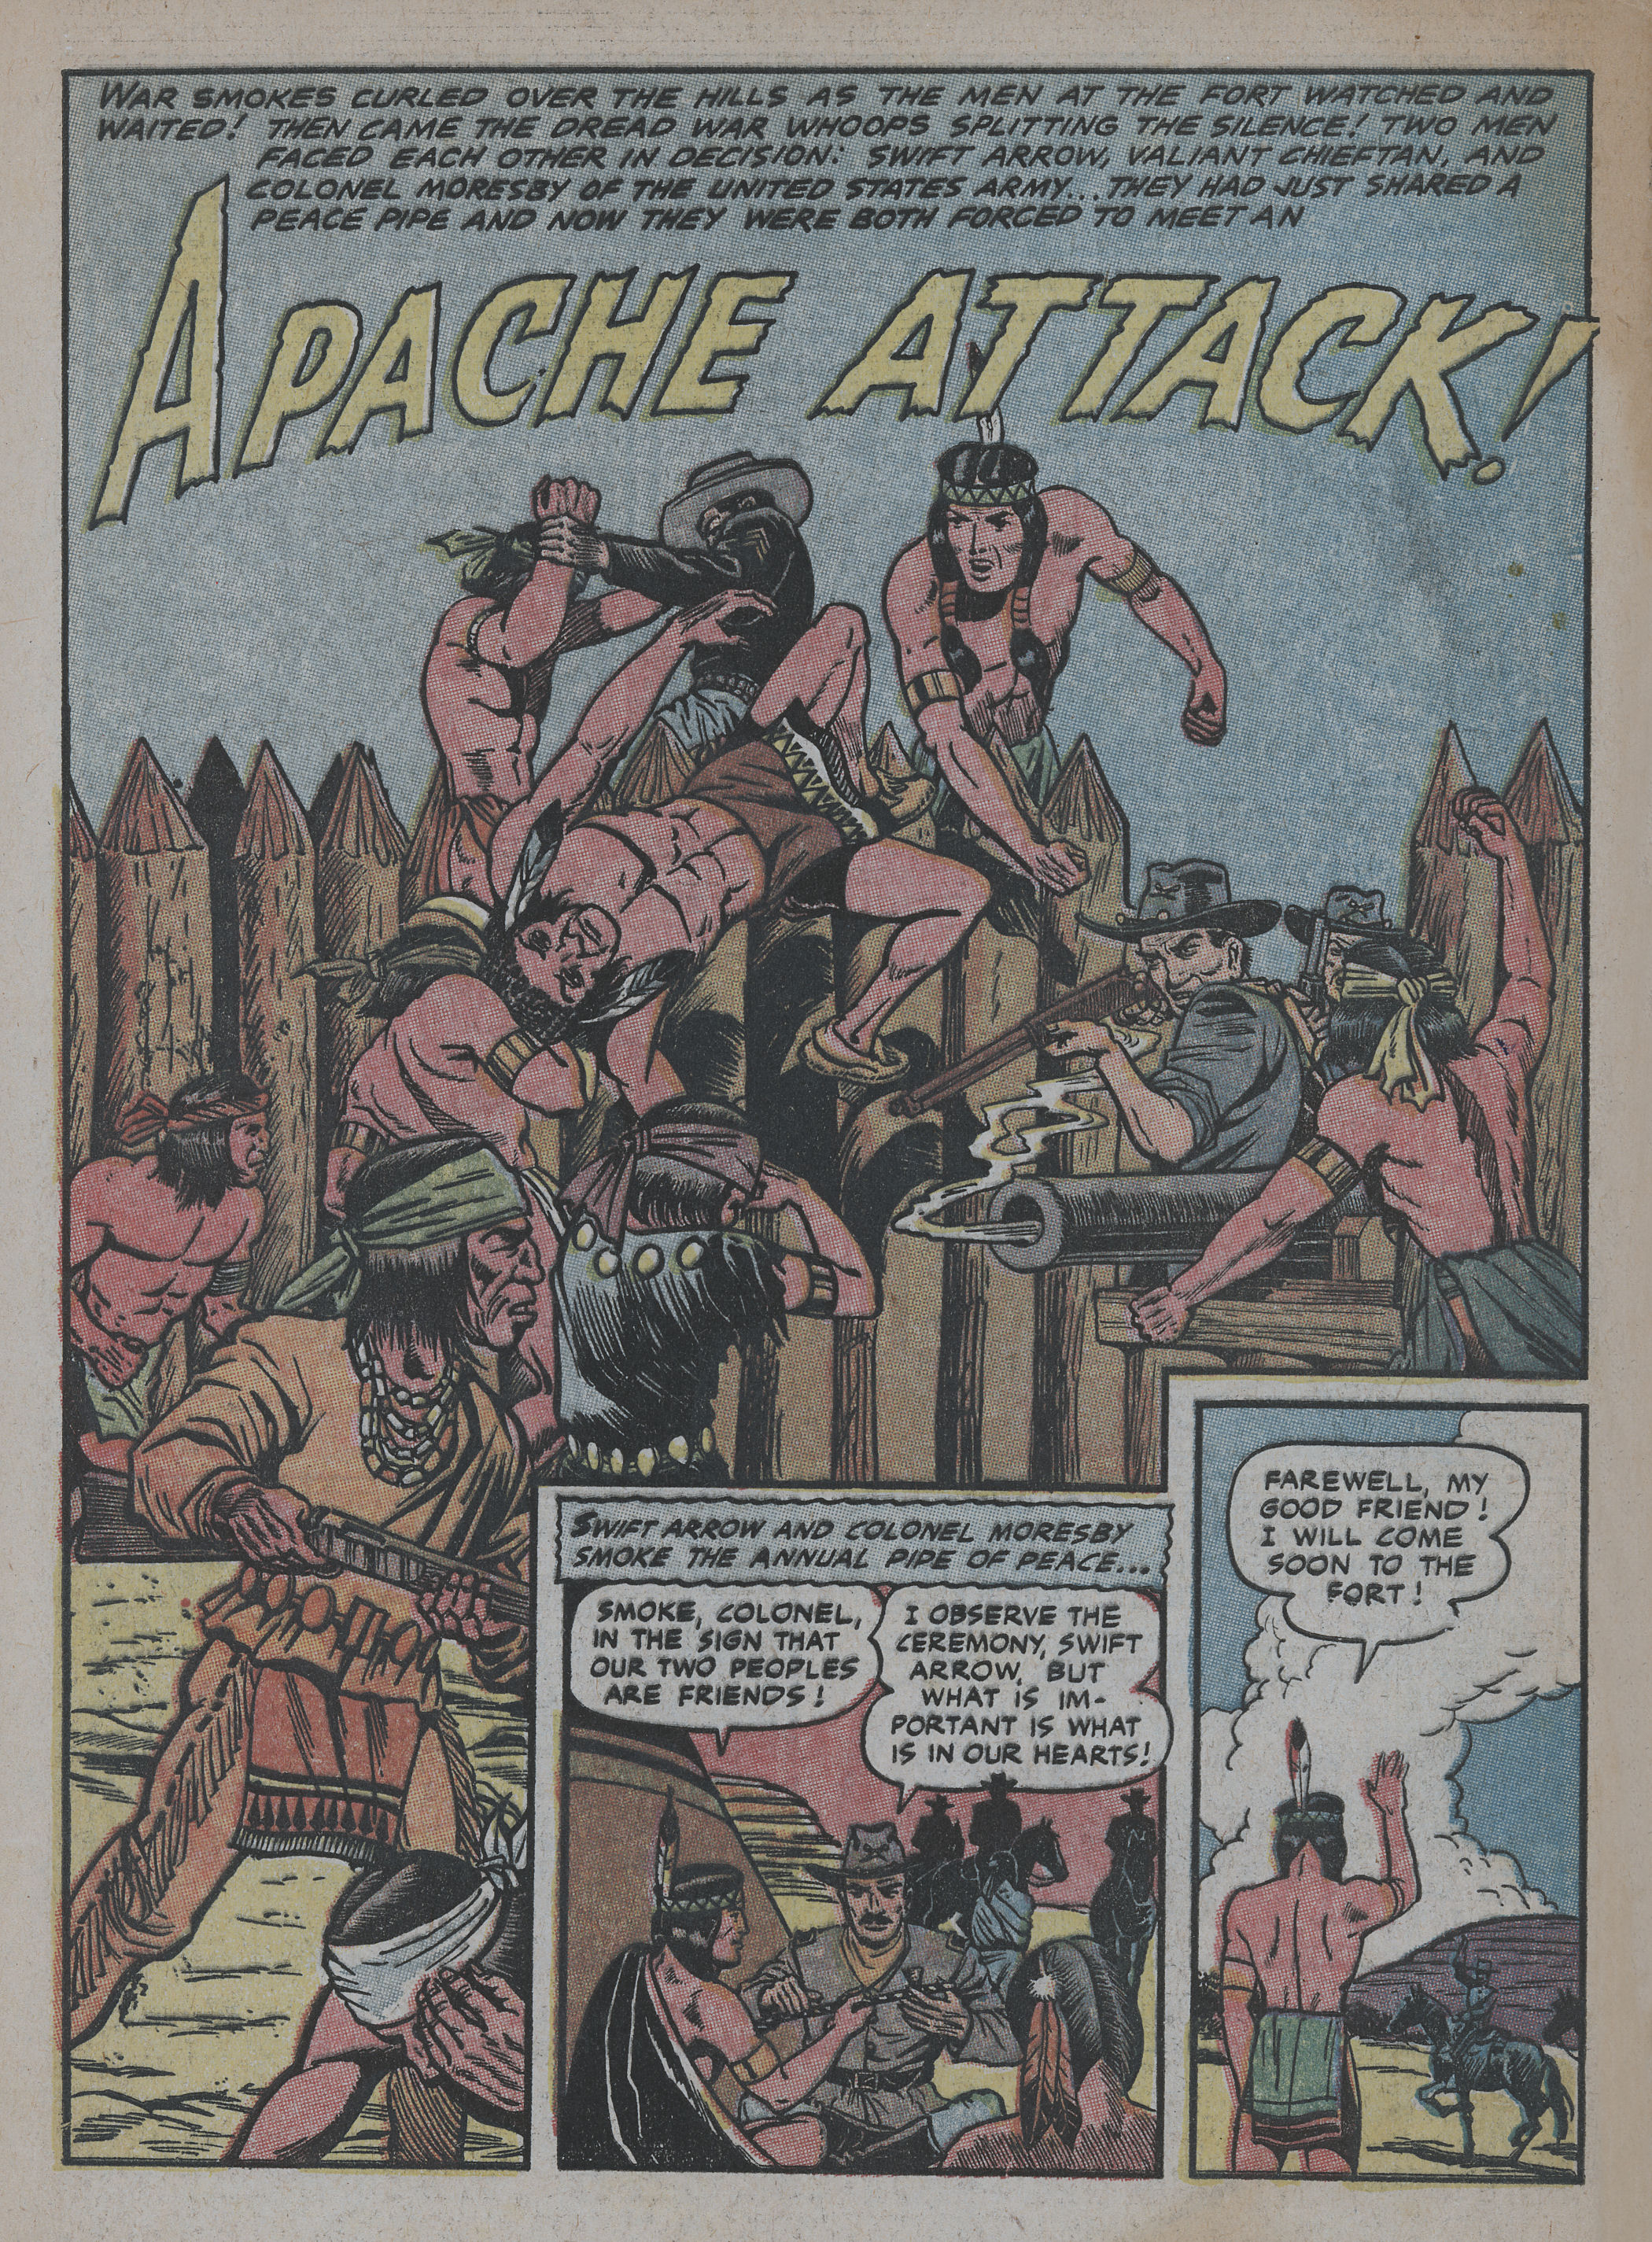 WAR SMOKES CURLED OVER THE HILLS AS THE MEN AT THE FORT WATCHED AND
WAITED! THEN CAME THE DREAD WAR WHOOPS SPLITTING THE SILENCE! TWO MEN
FACED EACH OTHER IN DECISION: SWIFT ARROW, VALIANT CHIEFTAN, AND
COLONEL MORESBY OF THE UNITED STATES ARMY... THEY HAD JUST SHARED A
PEACE PIPE AND NOW THEY WERE BOTH FORCED TO MEET AN
APACHE ATTACK!
SWIFT ARROW AND COLONEL MORESBY
SMOKE THE ANNUAL PIPE OF PEACE...
SMOKE, COLONEL,
IN THE SIGN THAT
OUR TWO PEOPLES
ARE FRIENDS!
I OBSERVE THE
CEREMONY, SWIFT
ARROW, BUT
WHAT IS IM-
PORTANT IS WHAT
IS IN OUR HEARTS!
FAREWELL, MY
GOOD FRIEND!
I WILL COME
SOON TO THE
FORT!